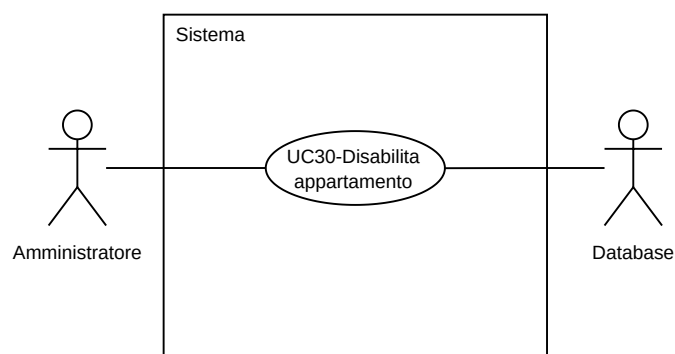 Sistema
UC30-Disabilita
appartamento
Amministratore
Database